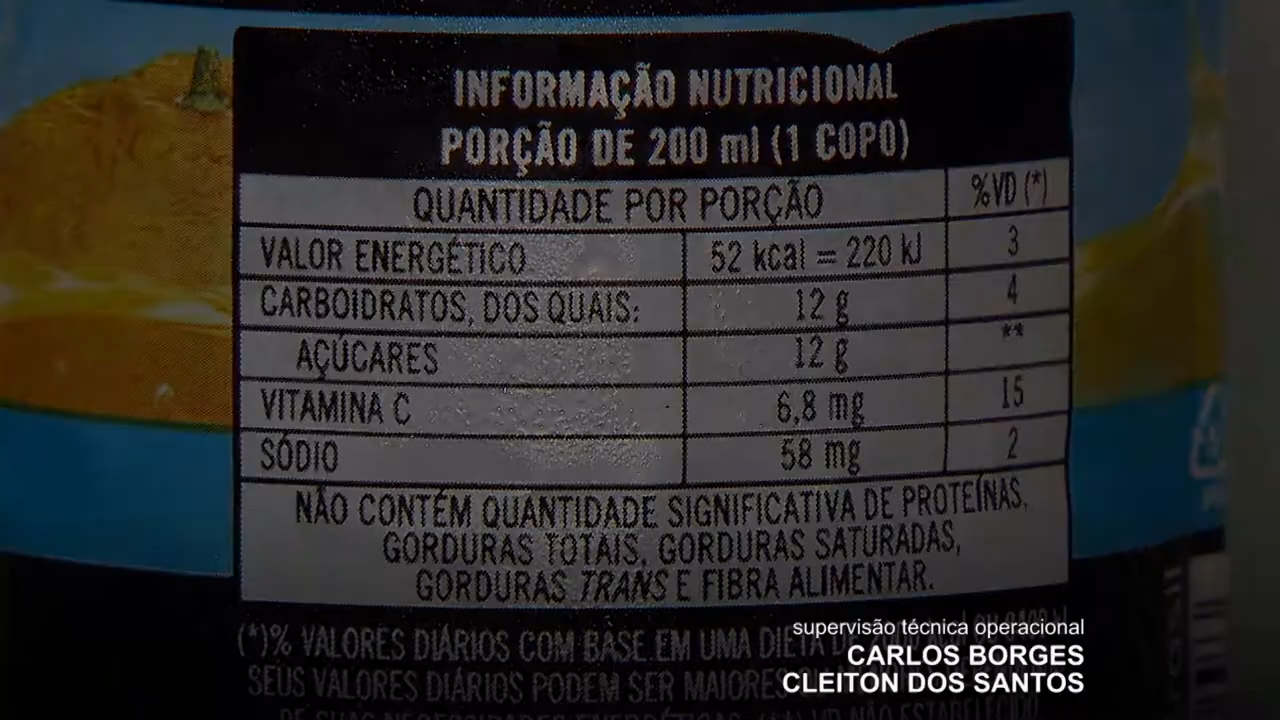 INFORMAÇÃO NUTRICIONAL
PORÇÃO DE 200 ml (1 COPO)
QUANTIDADE POR PORÇÃO %VD (*)
VALOR ENERGÉTICO 52 kcal = 220 kJ 3
CARBOIDRATOS, DOS QUAIS: 12 g 4
AÇÚCARES 12 g **
VITAMINA C 6,8 mg 15
SÓDIO 58 mg 2
NÃO CONTÉM QUANTIDADE SIGNIFICATIVA DE PROTEÍNAS,
GORDURAS TOTAIS, GORDURAS SATURADAS,
GORDURAS TRANS E FIBRA ALIMENTAR.
(*)% VALORES DIÁRIOS COM BASE EM UMA DIETA
SEUS VALORES DIÁRIOS PODEM SER MAIORES
supervisão técnica operacional
CARLOS BORGES
CLEITON DOS SANTOS